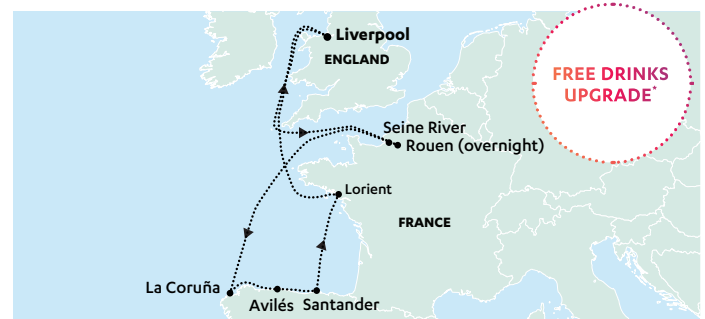 Liverpool
ENGLAND
FREE DRINKS
UPGRADE*
Seine River
Rouen (overnight)
Lorient
FRANCE
La Coruña
Avilés
Santander